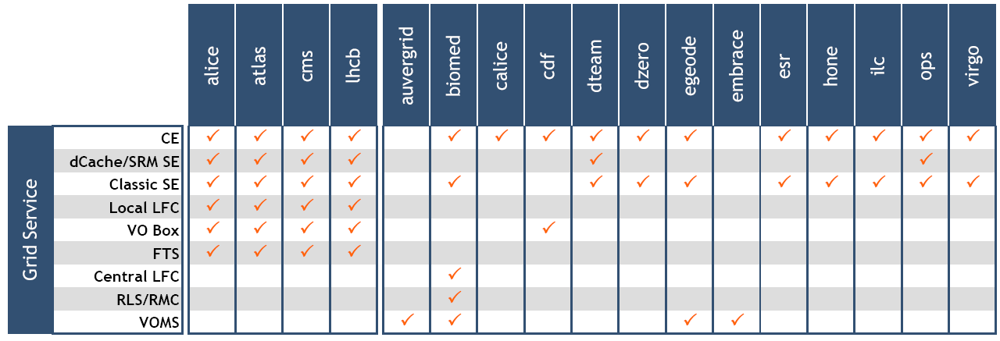 alice atlas cms lhcb auvergrid biomed calice cdf dteam dzero egeode embrace esr hone ilc ops virgo
Grid Service
CE ✓ ✓ ✓ ✓ ✓ ✓ ✓ ✓ ✓ ✓ ✓ ✓ ✓ ✓ ✓
dCache/SRM SE ✓ ✓ ✓ ✓ ✓ ✓
Classic SE ✓ ✓ ✓ ✓ ✓ ✓ ✓ ✓ ✓ ✓ ✓ ✓ ✓
Local LFC ✓ ✓ ✓ ✓
VO Box ✓ ✓ ✓ ✓ ✓
FTS ✓ ✓ ✓ ✓
Central LFC ✓
RLS/RMC ✓
VOMS ✓ ✓ ✓ ✓